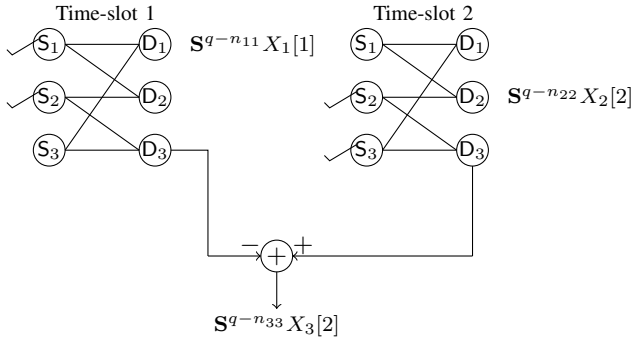 Time-slot 1
Time-slot 2
S₁ D₁ 𝐒^{q−n₁₁}X₁[1] S₁ D₁
S₂ D₂ S₂ D₂ 𝐒^{q−n₂₂}X₂[2]
S₃ D₃ S₃ D₃
− + +
𝐒^{q−n₃₃}X₃[2]